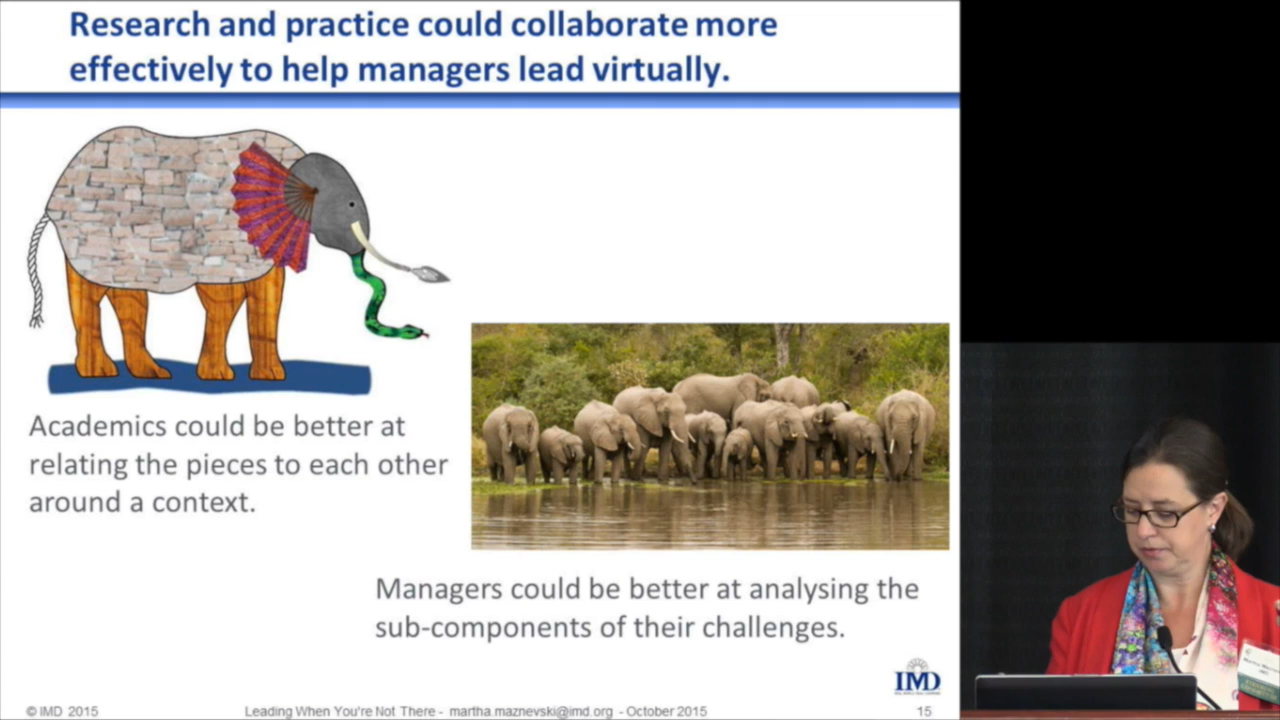 Research and practice could collaborate more
effectively to help managers lead virtually.
Academics could be better at
relating the pieces to each other
around a context.
Managers could be better at analysing the
sub-components of their challenges.
IMD
© IMD 2015
Leading When You're Not There - martha.maznevski@imd.org - October 2015
15